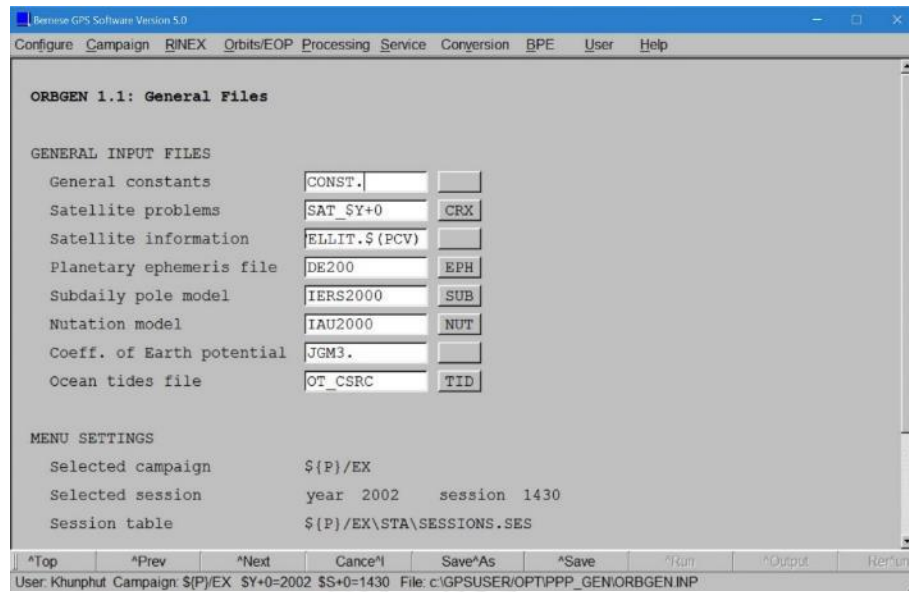 Bernese GPS Software Version 5.0
Configure Campaign RINEX Orbits/EOP Processing Service Conversion BPE User Help
ORBGEN 1.1: General Files
GENERAL INPUT FILES
General constants CONST.
Satellite problems SAT_$Y+0 CRX
Satellite information ELLIT.$(PCV)
Planetary ephemeris file DE200 EPH
Subdaily pole model IERS2000 SUB
Nutation model IAU2000 NUT
Coeff. of Earth potential JGM3.
Ocean tides file OT_CSRC TID
MENU SETTINGS
Selected campaign ${P}/EX
Selected session year 2002 session 1430
Session table ${P}/EX\STA\SESSIONS.SES
^Top ^Prev ^Next Cance^l Save^As ^Save ^Run ^Output Rer^un
User: Khunphut Campaign: ${P}/EX $Y+0=2002 $S+0=1430 File: c:\GPSUSER/OPT\PPP_GEN\ORBGEN.INP